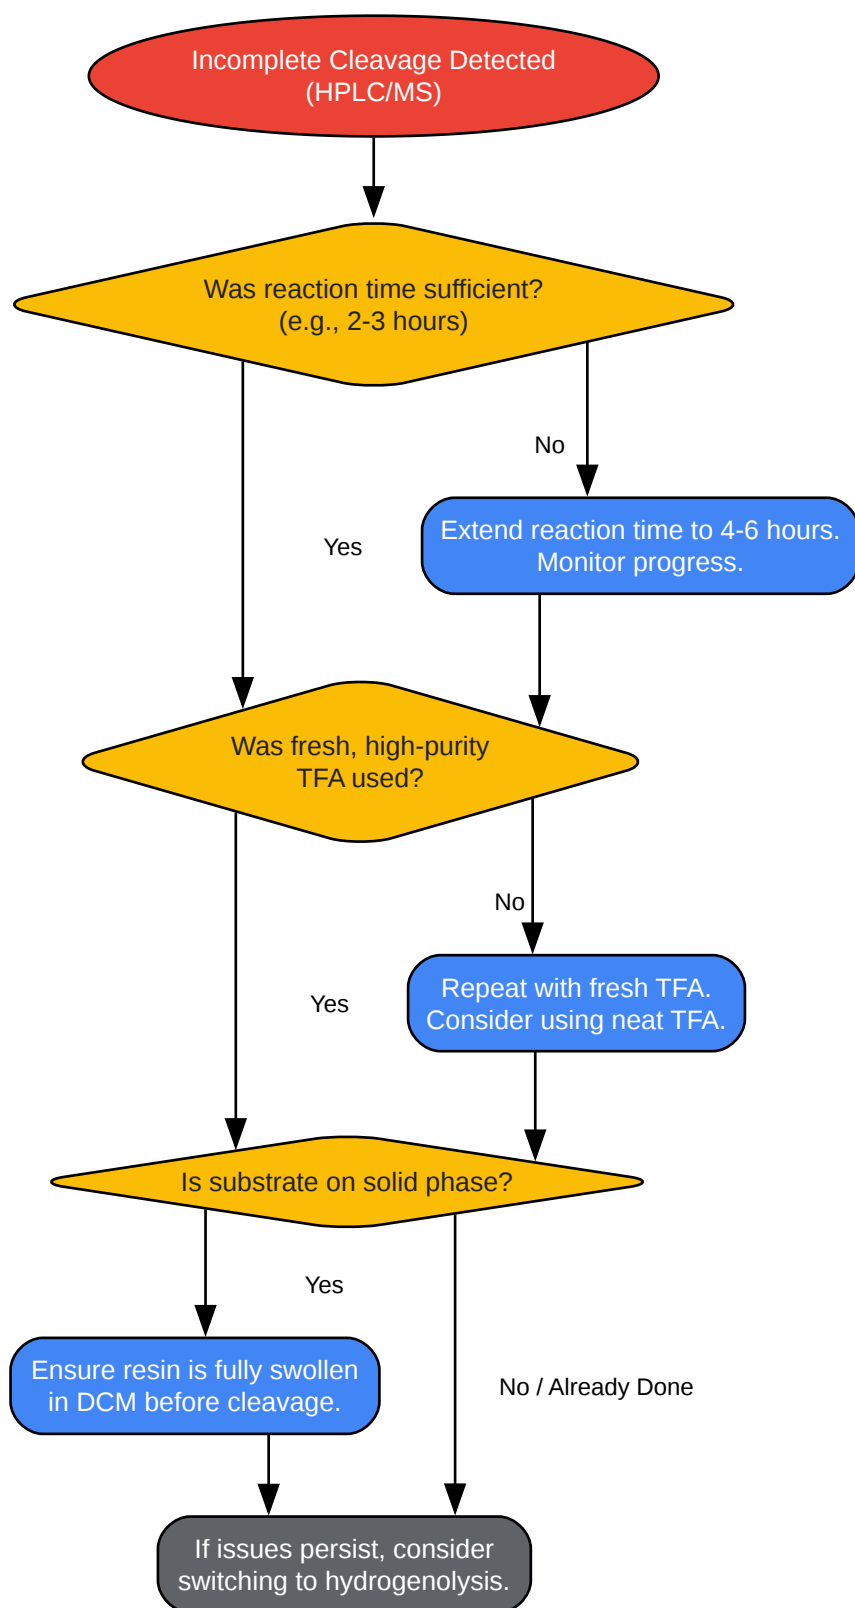 Incomplete Cleavage Detected
(HPLC/MS)
Was reaction time sufficient?
(e.g., 2-3 hours)
No
Extend reaction time to 4-6 hours.
Monitor progress.
Yes
Was fresh, high-purity
TFA used?
No
Repeat with fresh TFA.
Consider using neat TFA.
Yes
Is substrate on solid phase?
Yes
Ensure resin is fully swollen
in DCM before cleavage.
No / Already Done
If issues persist, consider
switching to hydrogenolysis.